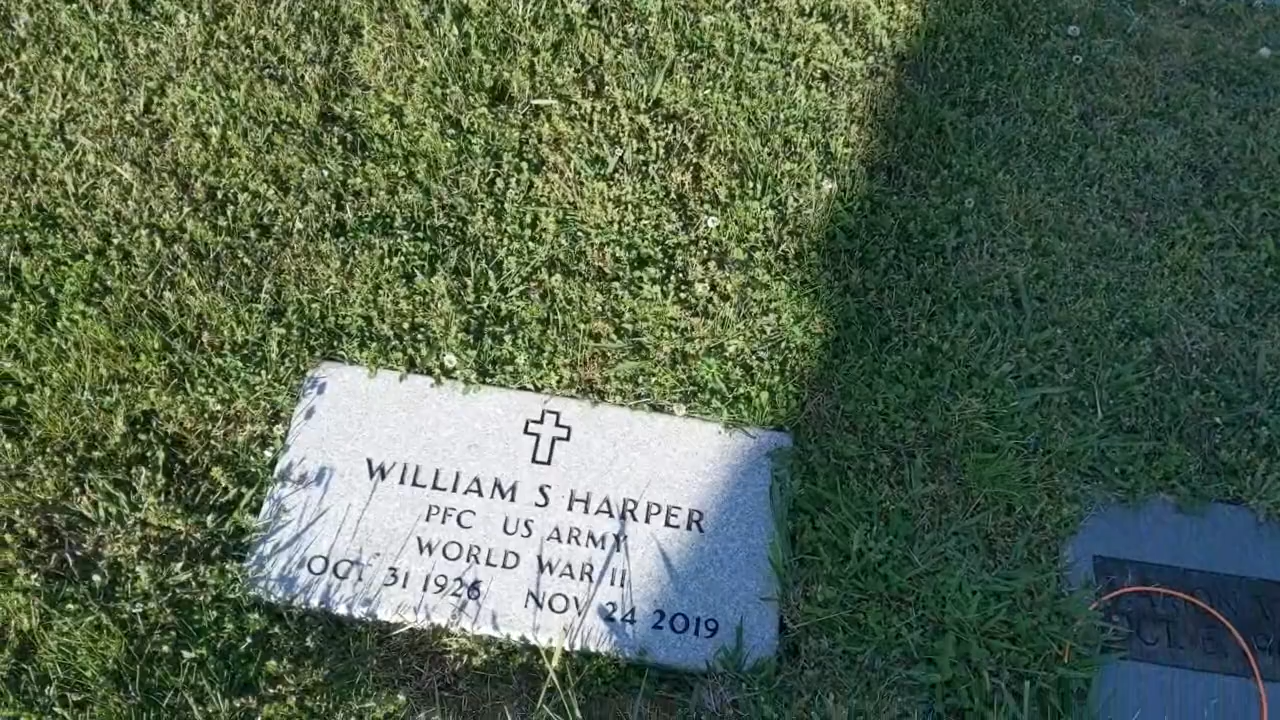 WILLIAM S HARPER
PFC US ARMY
WORLD WAR II
OCT 31 1926 NOV 24 2019